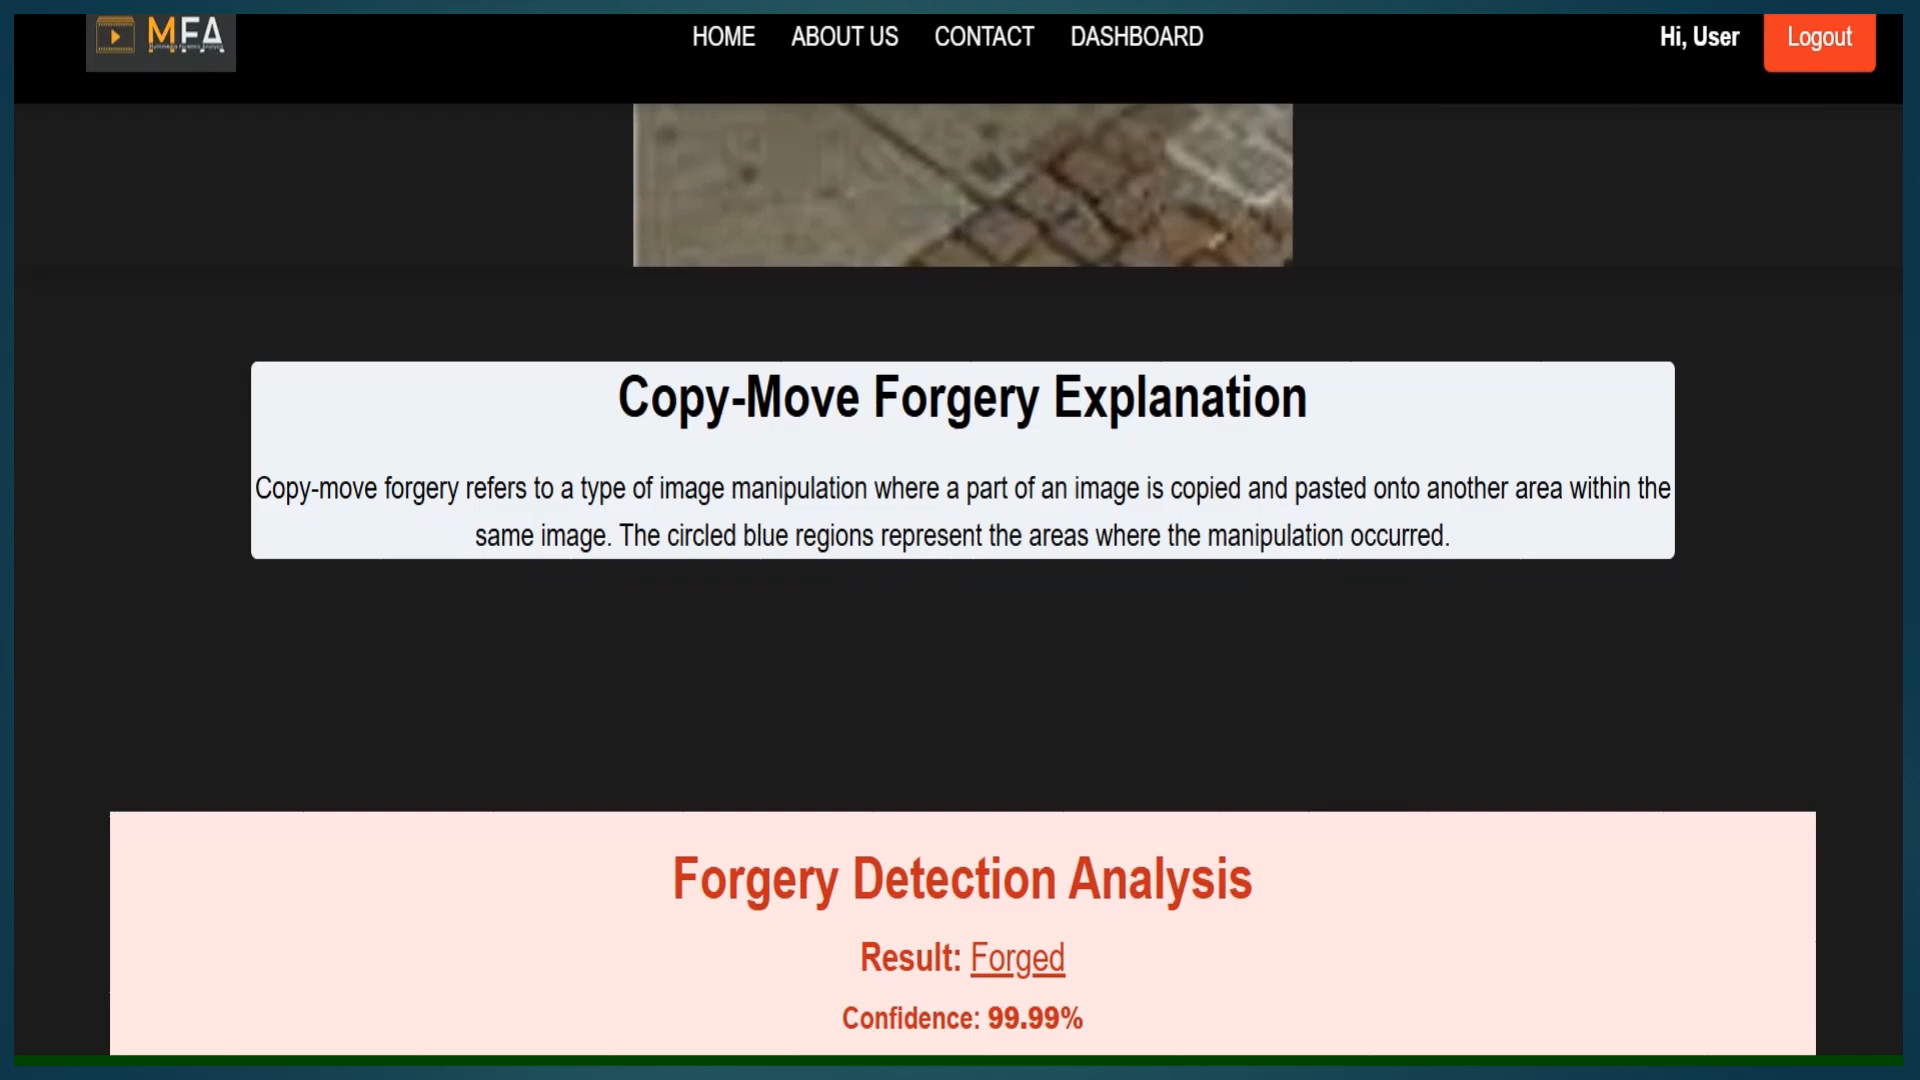 MFA
HOME ABOUT US CONTACT DASHBOARD
Hi, User
Logout
Copy-Move Forgery Explanation
Copy-move forgery refers to a type of image manipulation where a part of an image is copied and pasted onto another area within the
same image. The circled blue regions represent the areas where the manipulation occurred.
Forgery Detection Analysis
Result: Forged
Confidence: 99.99%